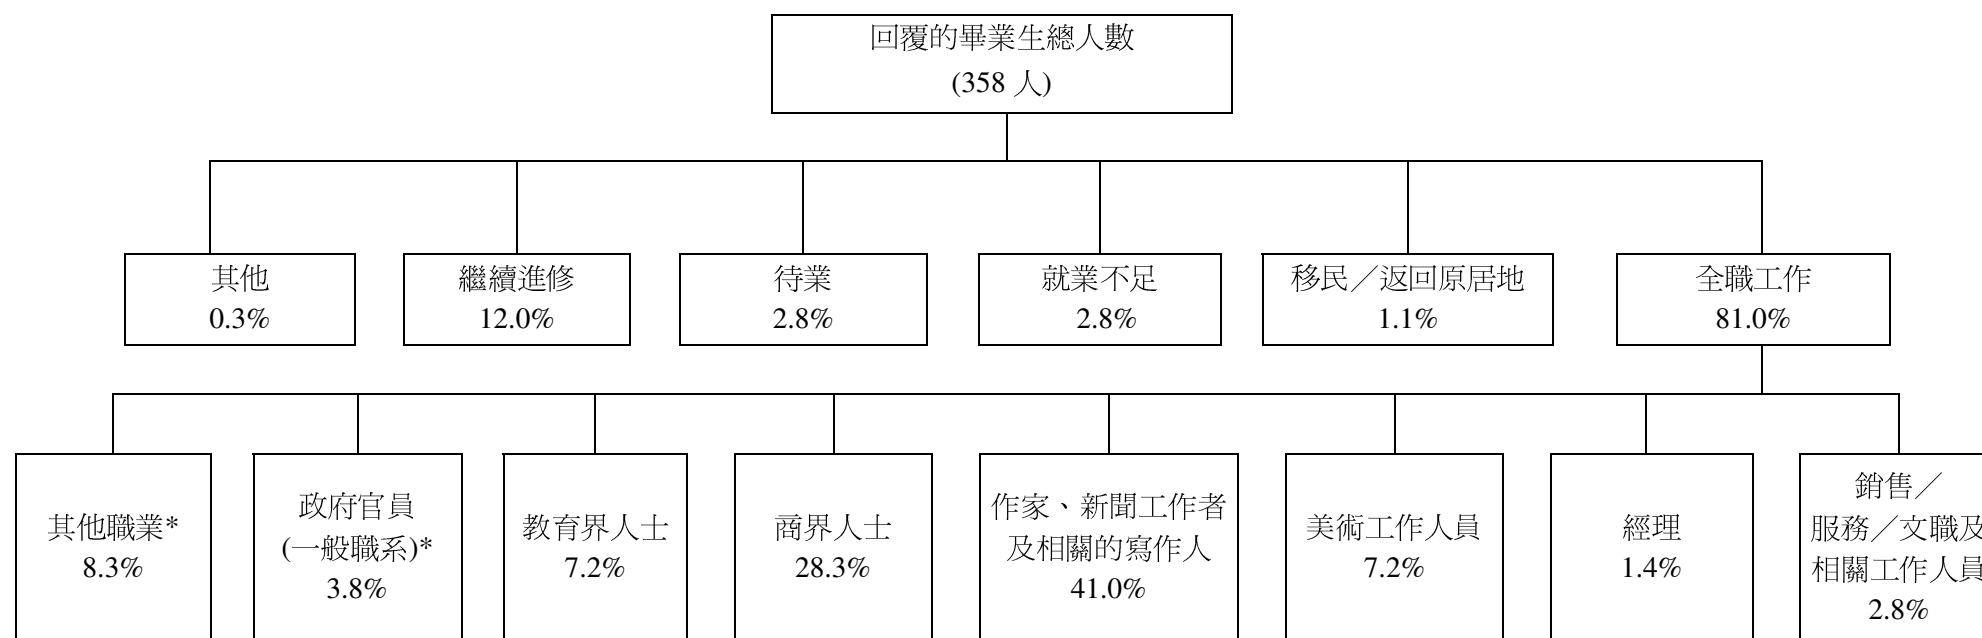 回覆的畢業生總人數
(358 人)
其他
0.3%
繼續進修
12.0%
待業
2.8%
就業不足
2.8%
移民／返回原居地
1.1%
全職工作
81.0%
其他職業*
8.3%
政府官員
(一般職系)*
3.8%
教育界人士
7.2%
商界人士
28.3%
作家、新聞工作者
及相關的寫作人
41.0%
美術工作人員
7.2%
經理
1.4%
銷售／
服務／文職及
相關工作人員
2.8%